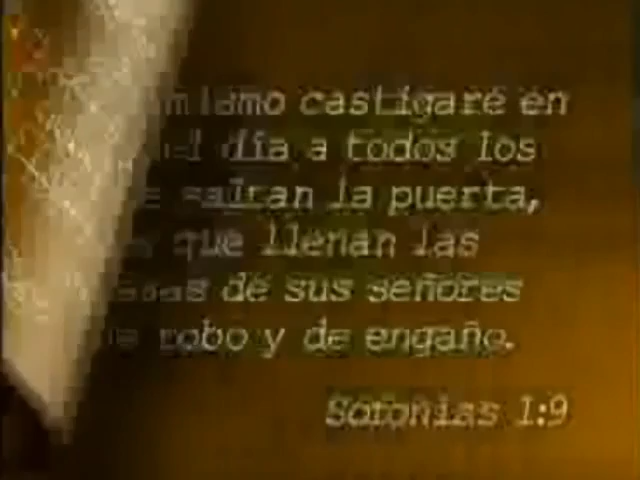 castigaré en
día a todos los
saltan la puerta,
que llenan las
de sus señores
robo y de engaño.
Sofonías 1:9